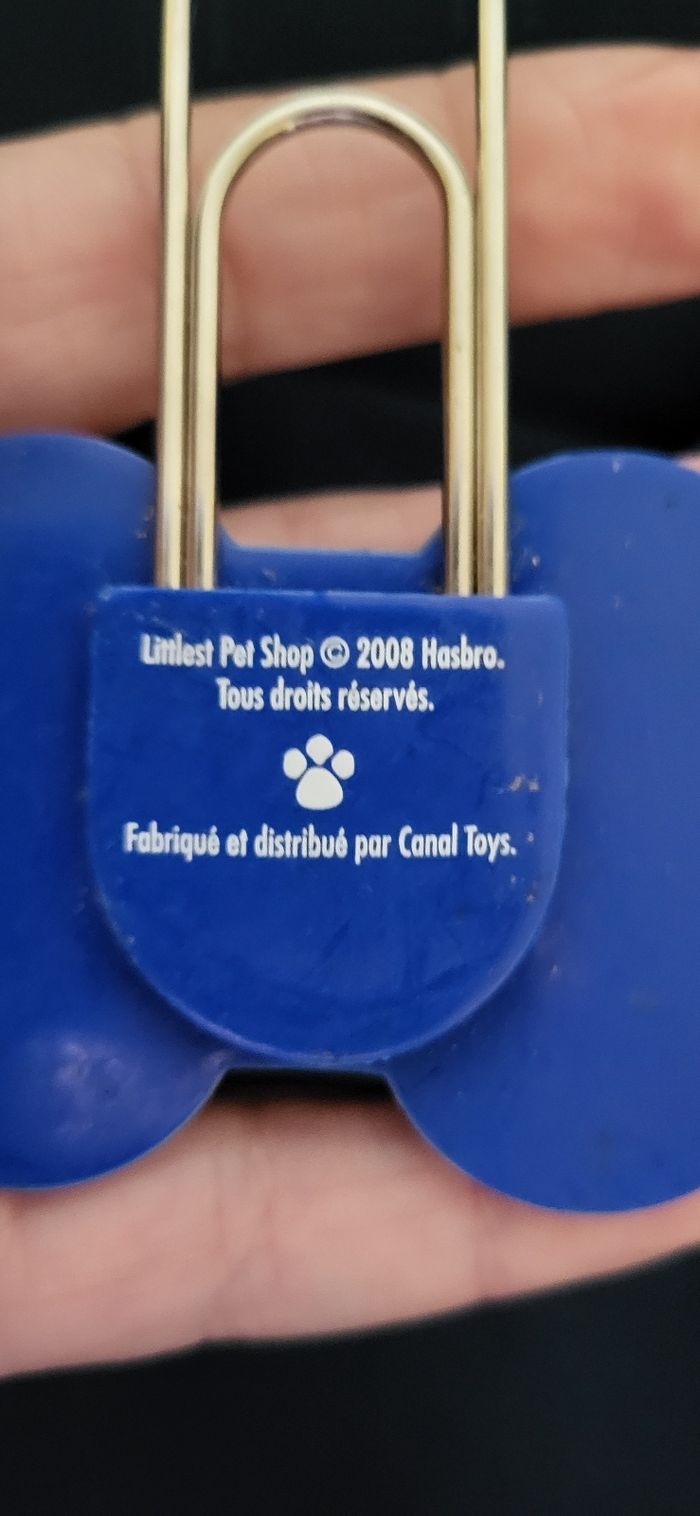 Littlest Pet Shop © 2008 Hasbro.
Tous droits réservés.
Fabriqué et distribué par Canal Toys.